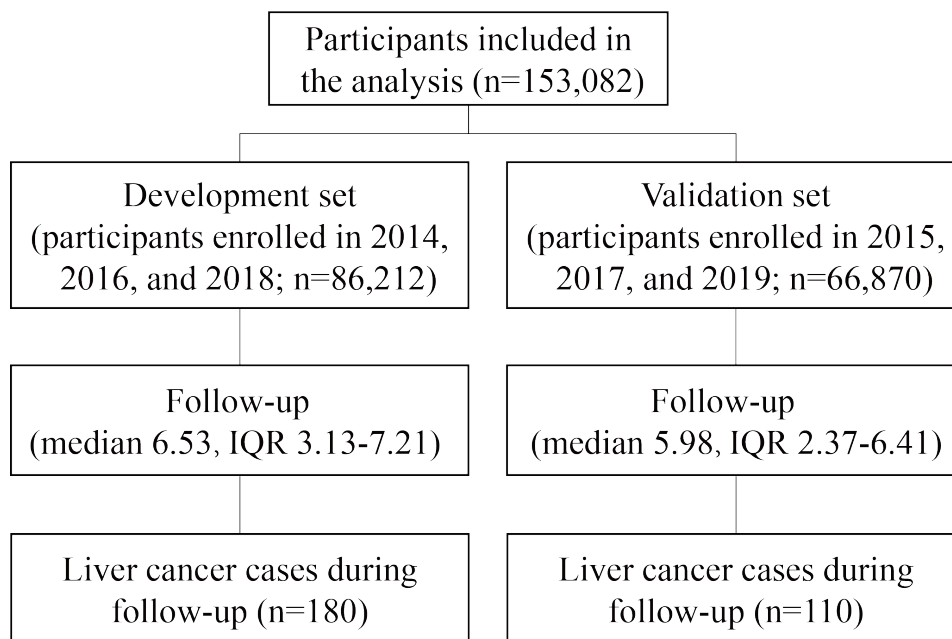 Participants included in
the analysis (n=153,082)
Development set
(participants enrolled in 2014,
2016, and 2018; n=86,212)
Validation set
(participants enrolled in 2015,
2017, and 2019; n=66,870)
Follow-up
(median 6.53, IQR 3.13-7.21)
Follow-up
(median 5.98, IQR 2.37-6.41)
Liver cancer cases during
follow-up (n=180)
Liver cancer cases during
follow-up (n=110)